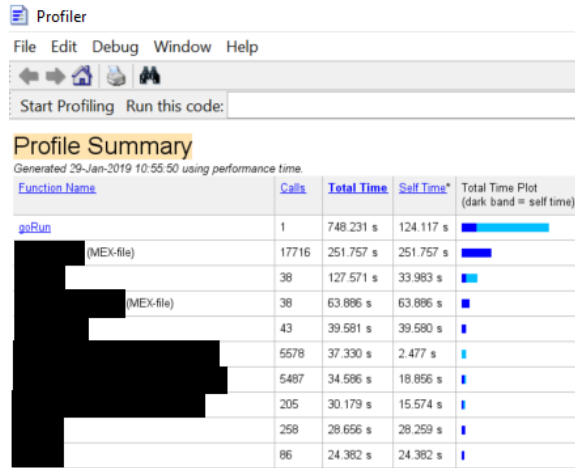 Profiler
File Edit Debug Window Help
Start Profiling Run this code:
Profile Summary
Generated 29-Jan-2019 10:55:50 using performance time.
Function Name Calls Total Time Self Time* Total Time Plot
(dark band = self time)
goRun 1 748.231 s 124.117 s
(MEX-file) 17716 251.757 s 251.757 s
38 127.571 s 33.983 s
(MEX-file) 38 63.886 s 63.886 s
43 39.581 s 39.580 s
5578 37.330 s 2.477 s
5487 34.586 s 18.856 s
205 30.179 s 15.574 s
258 28.656 s 28.259 s
86 24.382 s 24.382 s